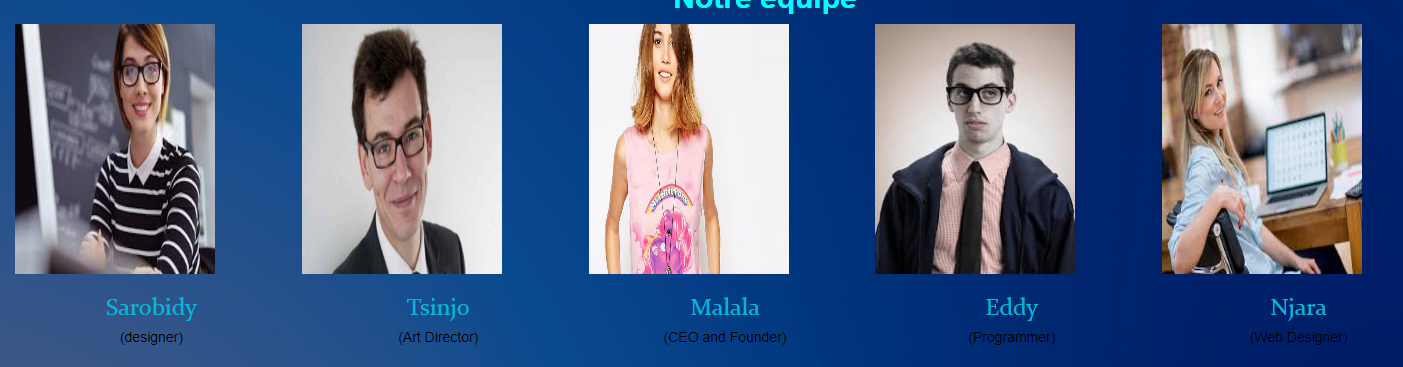 Notre équipe
Sarobidy
Tsinjo
Malala
Eddy
Njara
(designer)
(Art Director)
(CEO and Founder)
(Programmer)
(Web Designer)